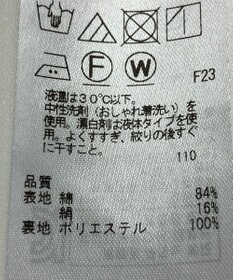 F W F23
液温は30℃以下。
中性洗剤(おしゃれ着洗い)を
使用。漂白剤は液体タイプを使
用。よくすすぎ、絞りの後すぐ
に干すこと。
110
品質
表地 綿 84%
絹 16%
裏地 ポリエステル 100%